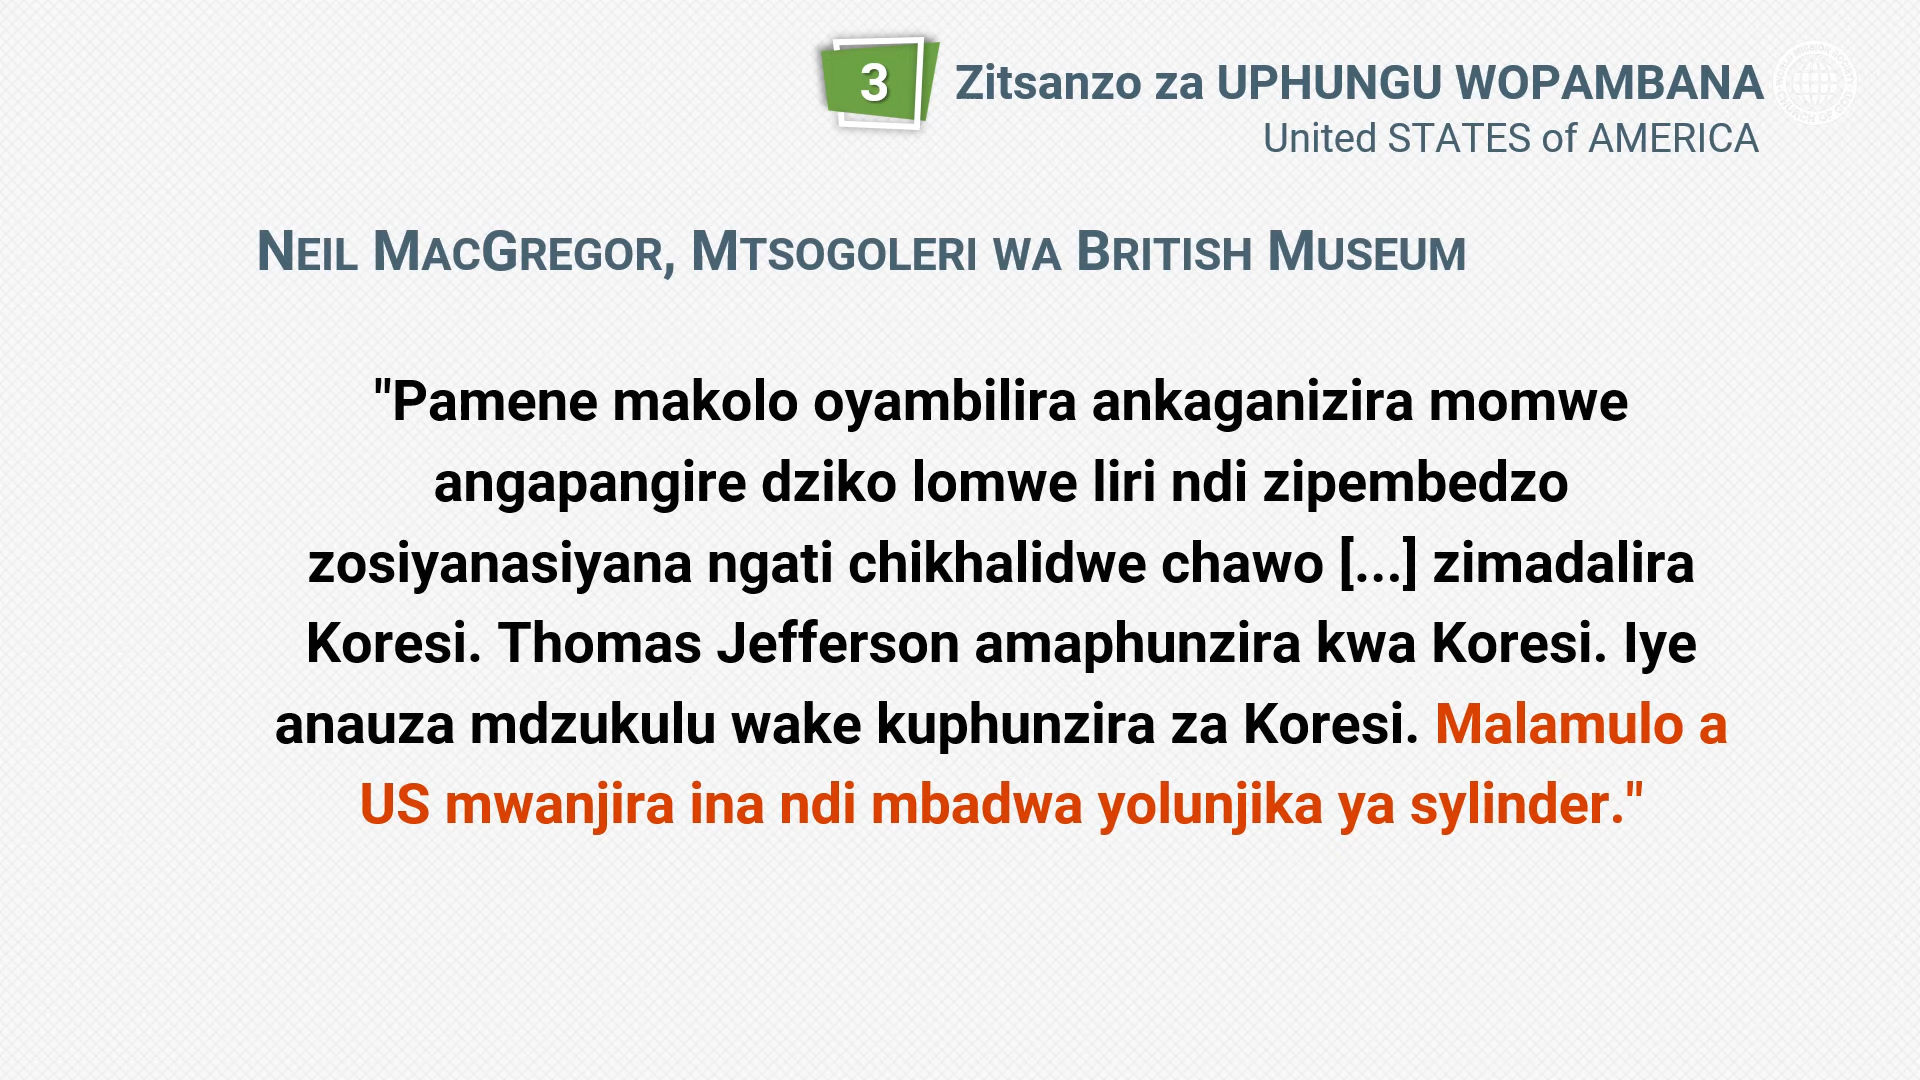 3
Zitsanzo za UPHUNGU WOPAMBANA
United STATES of AMERICA
NEIL MACGREGOR, MTSOGOLERI WA BRITISH MUSEUM
"Pamene makolo oyambilira ankaganizira momwe
angapangire dziko lomwe liri ndi zipembedzo
zosiyanasiyana ngati chikhalidwe chawo [...] zimadalira
Koresi. Thomas Jefferson amaphunzira kwa Koresi. Iye
anauza mdzukulu wake kuphunzira za Koresi. Malamulo a
US mwanjira ina ndi mbadwa yolunjika ya sylinder."